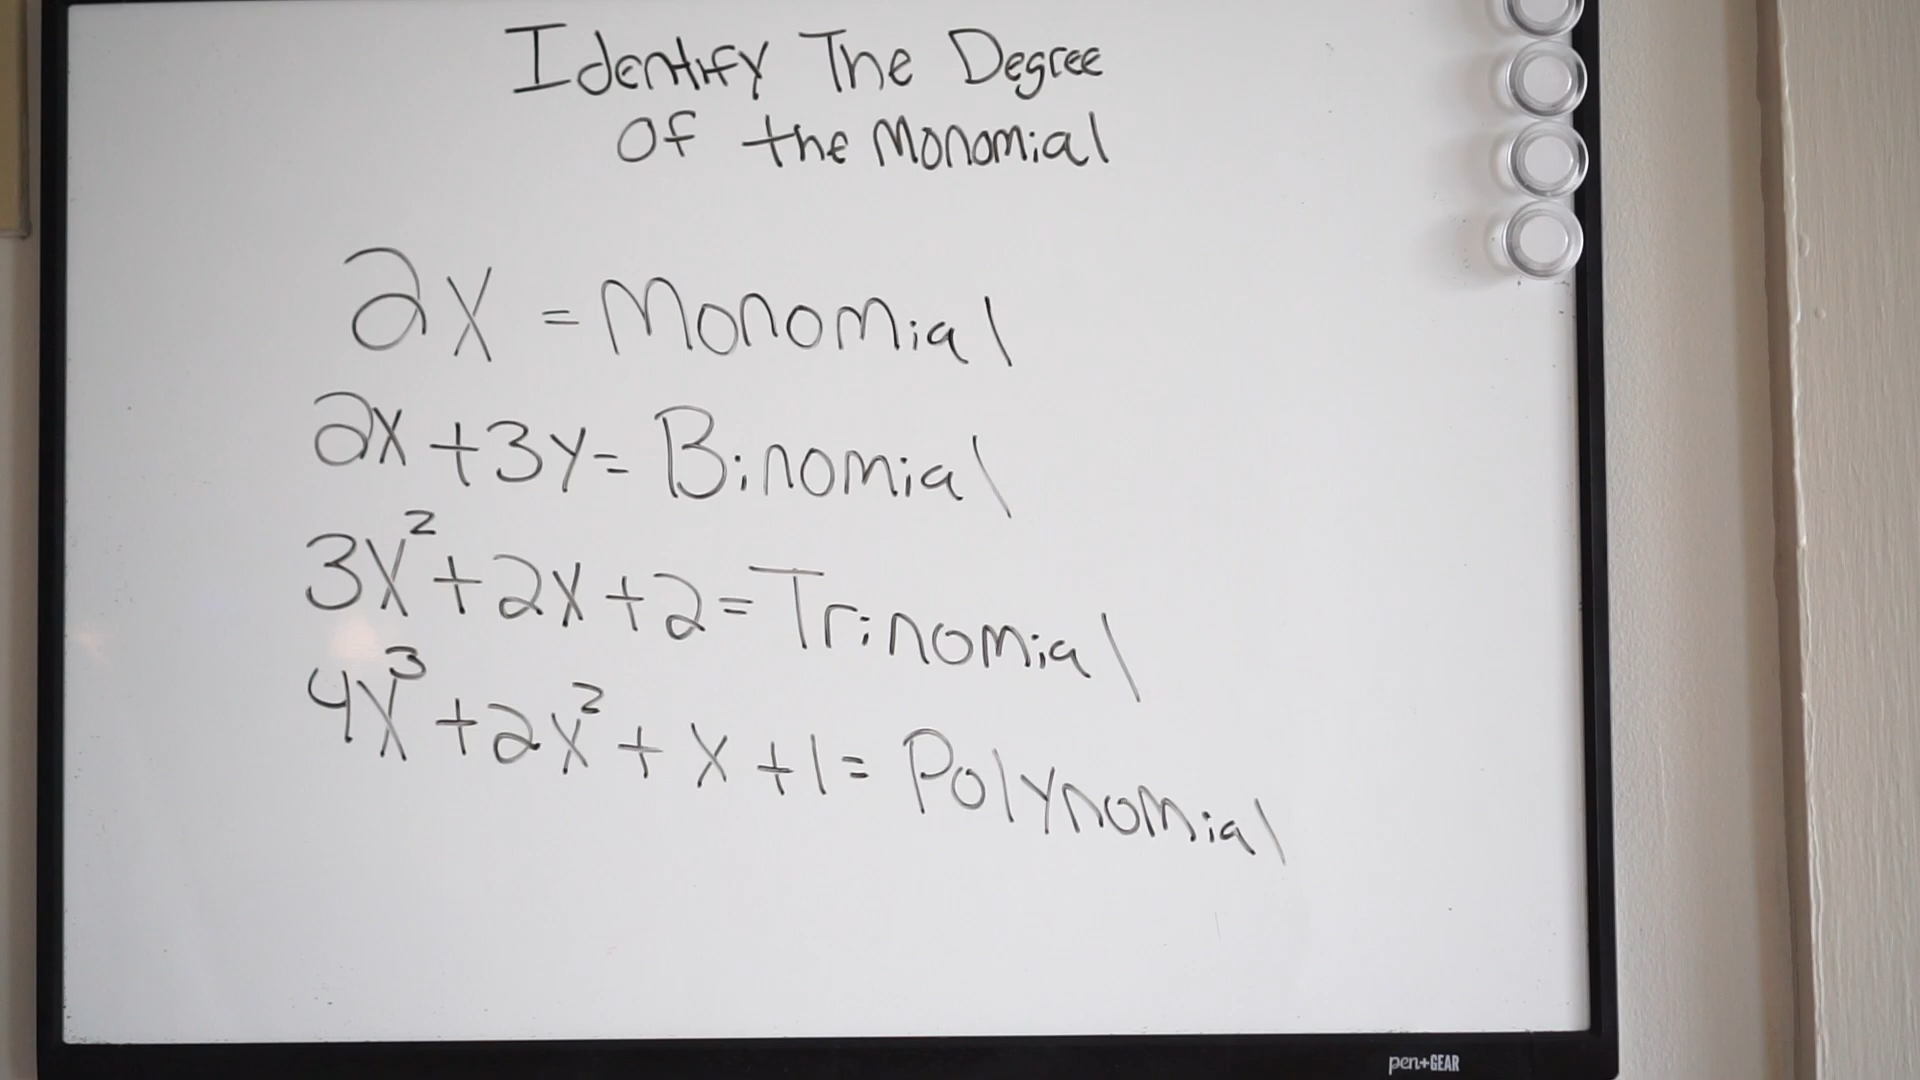 Identify The Degree
Of the Monomial
2x = Monomial
2x + 3y = Binomial
3x² + 2x + 2 = Trinomial
4x³ + 2x² + x + 1 = Polynomial
pen+GEAR